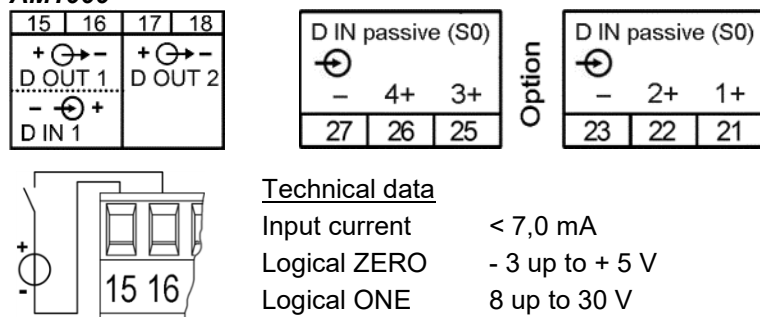 15 16 17 18
+ → -
D OUT 1
- +
D IN 1
+ → -
D OUT 2
D IN passive (S0)
– 4+ 3+
27 26 25
Option
D IN passive (S0)
– 2+ 1+
23 22 21
+
-
15 16
Technical data
Input current < 7,0 mA
Logical ZERO - 3 up to + 5 V
Logical ONE 8 up to 30 V